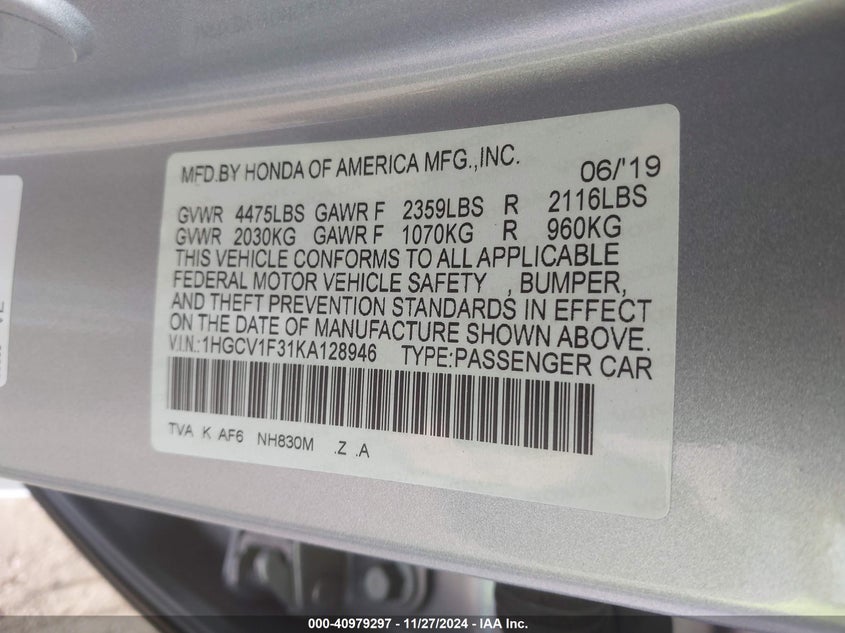 MFD.BY HONDA OF AMERICA MFG.,INC. 06/'19
GVWR 4475LBS GAWR F 2359LBS R 2116LBS
GVWR 2030KG GAWR F 1070KG R 960KG
THIS VEHICLE CONFORMS TO ALL APPLICABLE
FEDERAL MOTOR VEHICLE SAFETY , BUMPER,
AND THEFT PREVENTION STANDARDS IN EFFECT
ON THE DATE OF MANUFACTURE SHOWN ABOVE.
V.I.N.:1HGCV1F31KA128946 TYPE:PASSENGER CAR
TVA K AF6 NH830M .Z .A
000-40979297 - 11/27/2024 - IAA Inc.